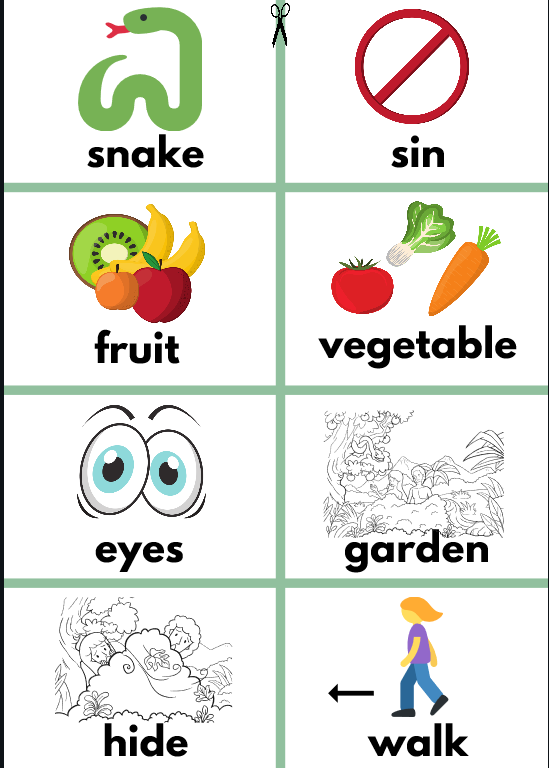 snake
sin
fruit
vegetable
eyes
garden
hide
walk